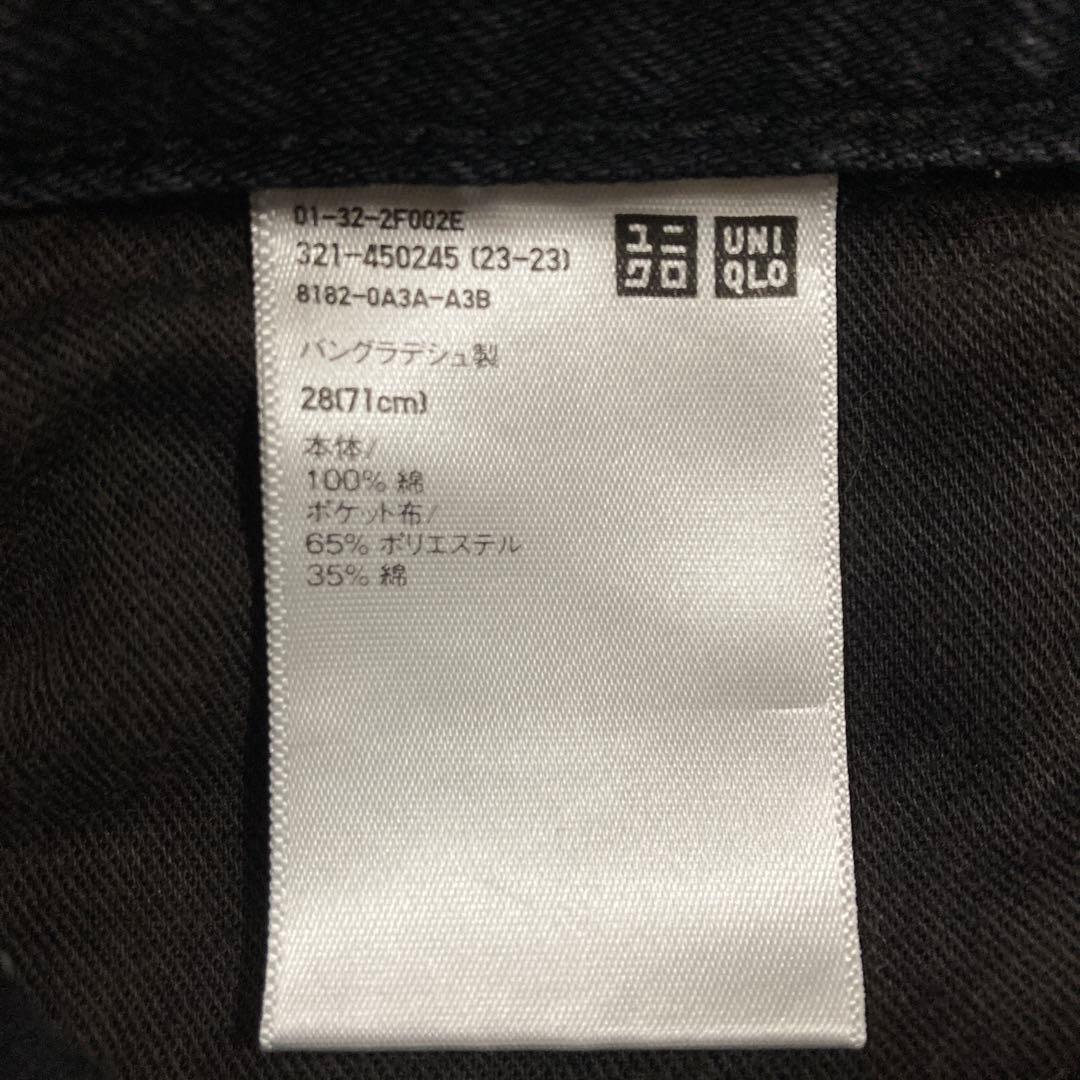 01-32-2F002E
321-450245 (23-23)
8182-0A3A-A3B
ユニクロ
UNIQLO
バングラデシュ製
28(71cm)
本体/
100% 綿
ポケット布/
65% ポリエステル
35% 綿